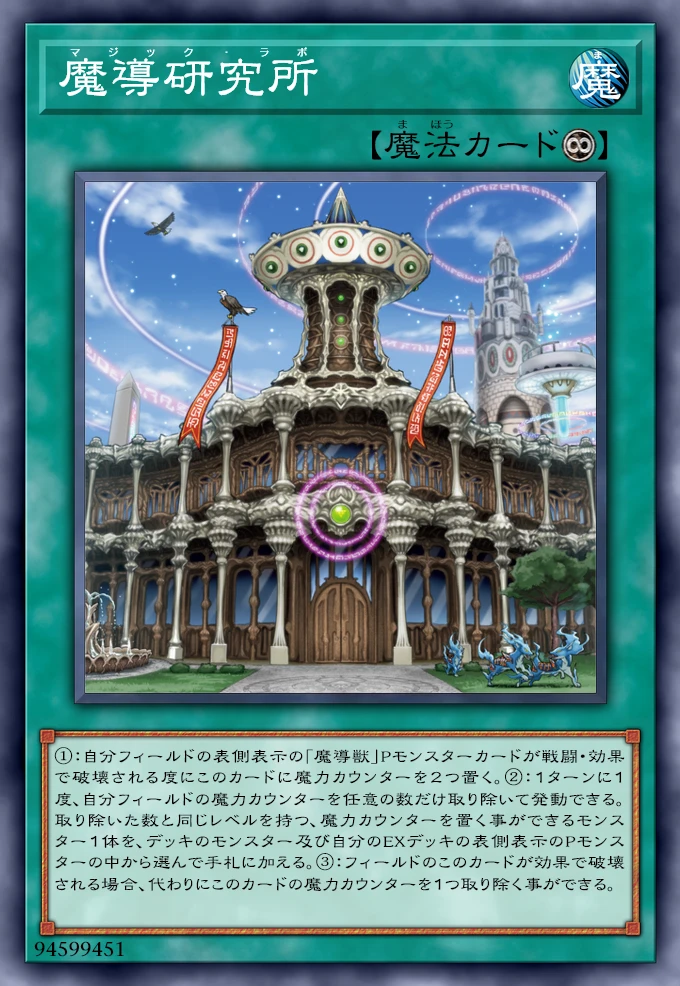 マジック・ラボ
魔導研究所
ま
魔
ま ほう
【魔法カード】
①:自分フィールドの表側表示の「魔導獣」Pモンスターカードが戦闘・効果
で破壊される度にこのカードに魔力カウンターを2つ置く。②:1ターンに1
度、自分フィールドの魔力カウンターを任意の数だけ取り除いて発動できる。
取り除いた数と同じレベルを持つ、魔力カウンターを置く事ができるモンス
ター1体を、デッキのモンスター及び自分のEXデッキの表側表示のPモンス
ターの中から選んで手札に加える。③:フィールドのこのカードが効果で破壊
される場合、代わりにこのカードの魔力カウンターを1つ取り除く事ができる。
94599451